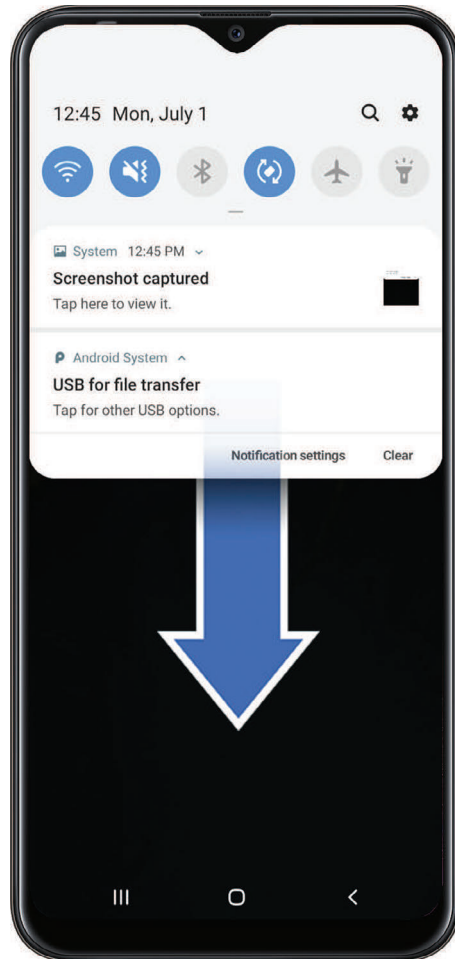 12:45 Mon, July 1
System 12:45 PM
Screenshot captured
Tap here to view it.
Android System
USB for file transfer
Tap for other USB options.
Notification settings Clear